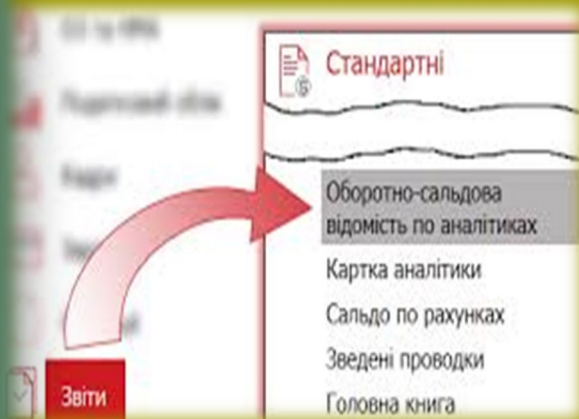 Стандартні
Оборотно-сальдова
відомість по аналітиках
Картка аналітики
Сальдо по рахунках
Зведені проводки
Головна книга
Звіти